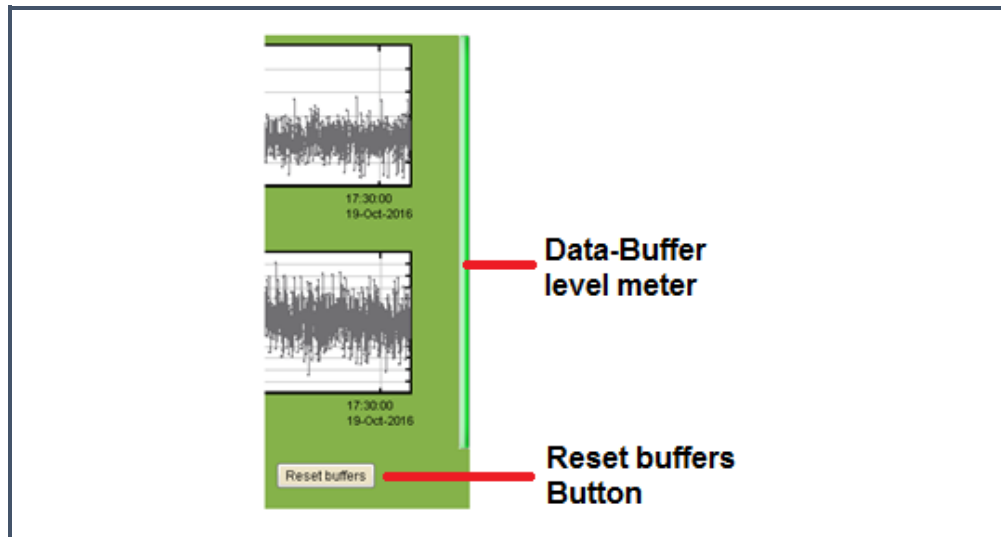 17:30:00
19-Oct-2016
Data-Buffer
level meter
17:30:00
19-Oct-2016
Reset buffers
Reset buffers
Button